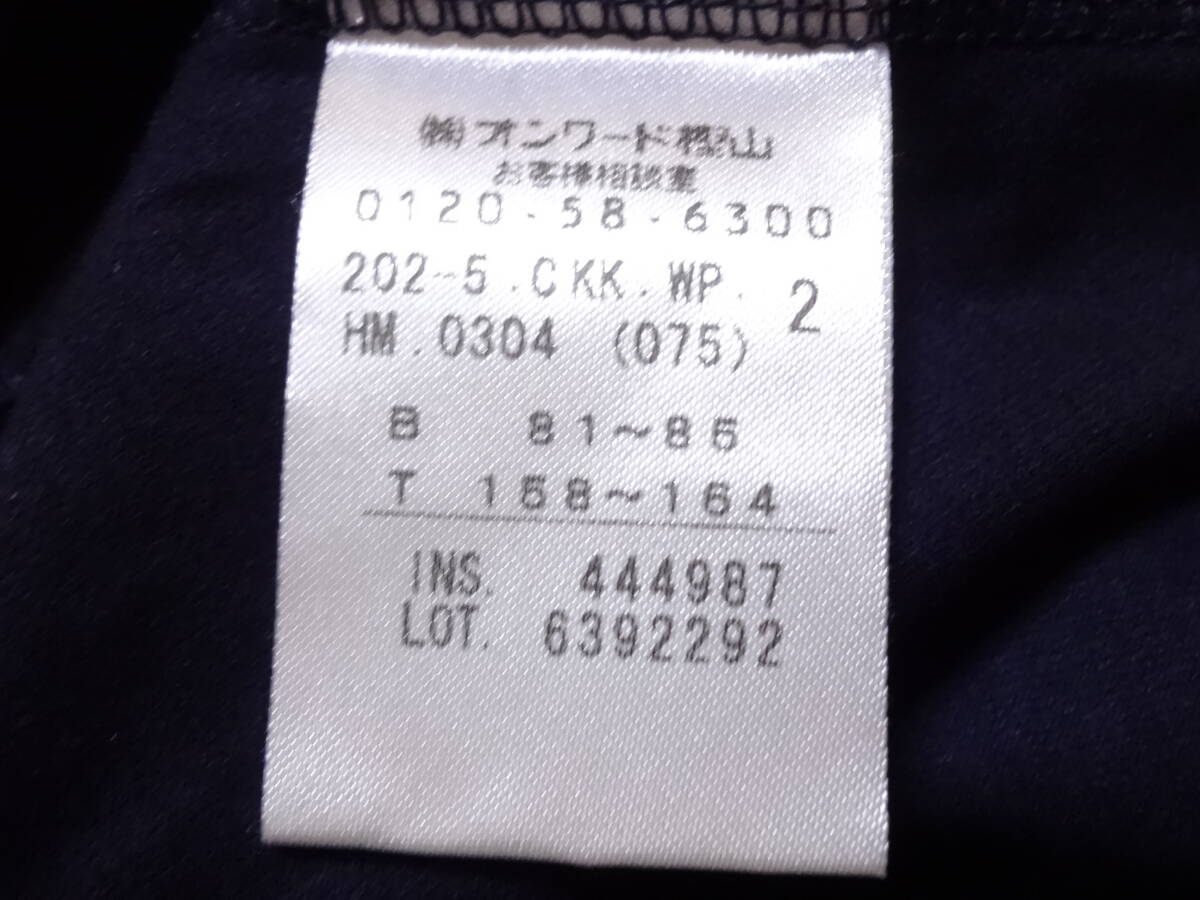 ㈱オンワード樫山
お客様相談室
0120-58-6300
202-5.CKK.WP. 2
HM.0304 (075)
B 81～85
T 158～164
INS. 444987
LOT. 6392292